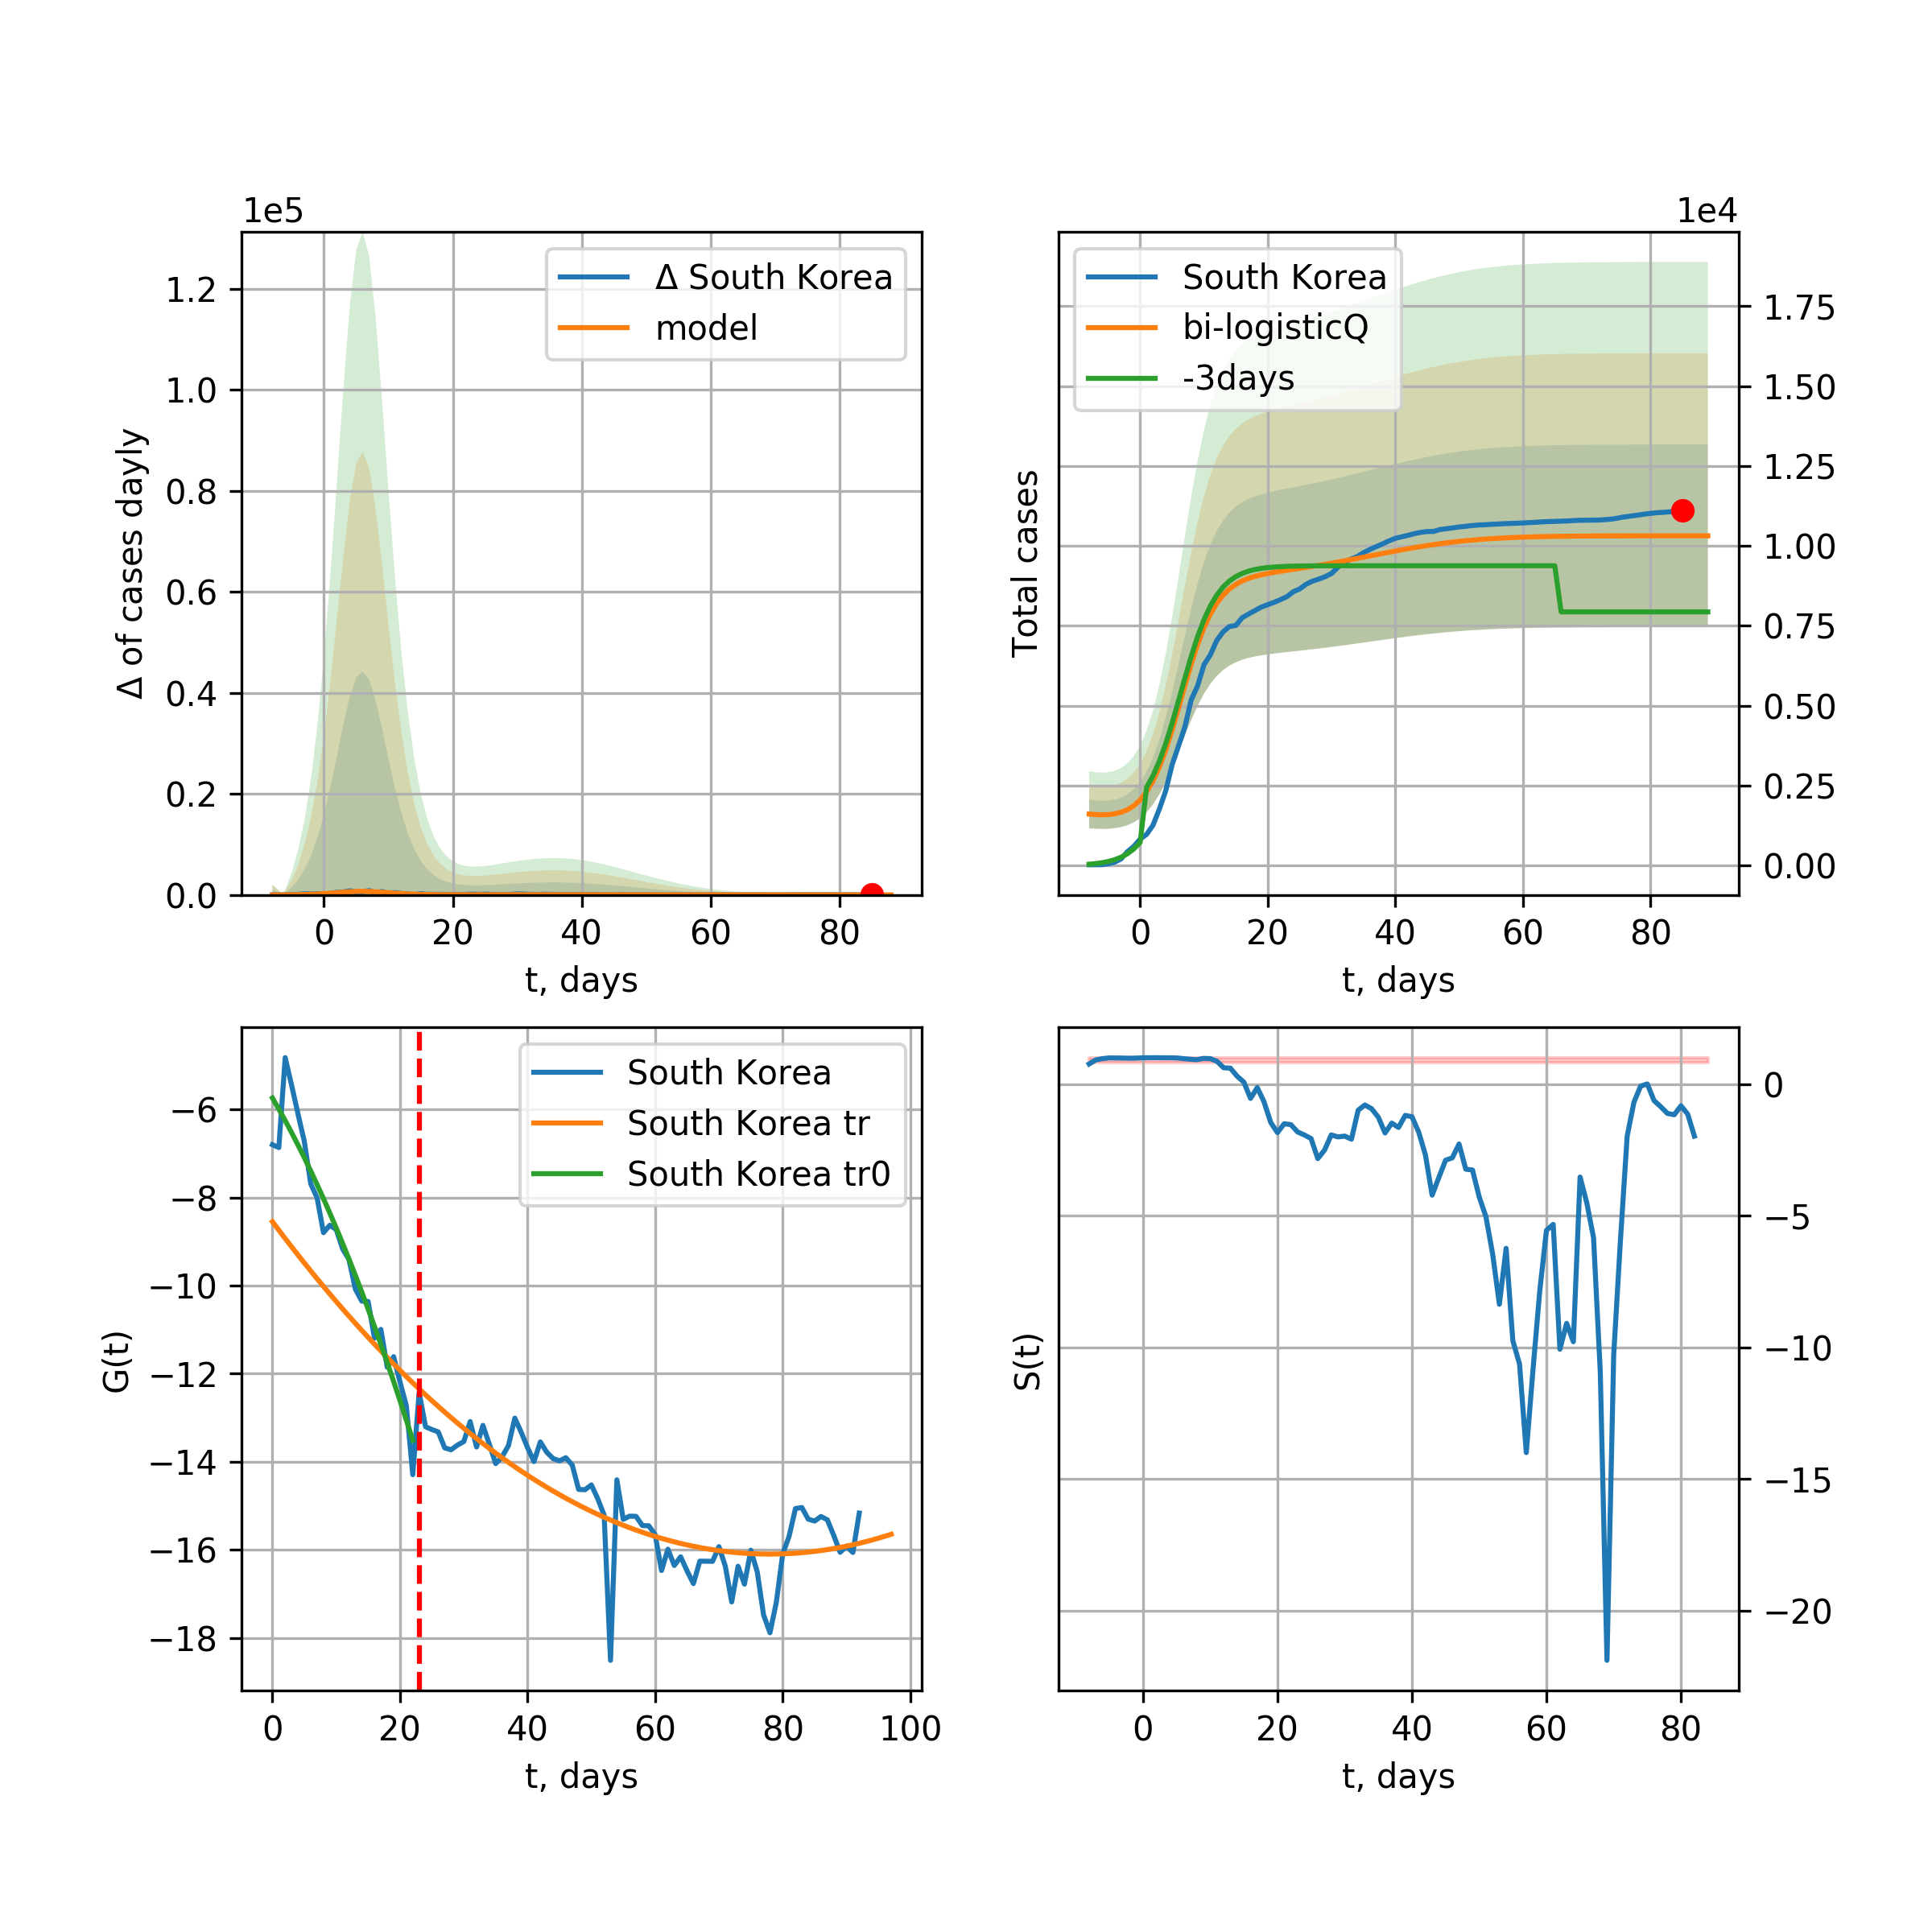 1e5
Δ of cases dayly
1.2
1.0
0.8
0.6
0.4
0.2
0.0
Δ South Korea
model
0
20
40
60
80
t, days
1e4
Total cases
South Korea
bi-logisticQ
-3days
1.75
1.50
1.25
1.00
0.75
0.50
0.25
0.00
0
20
40
60
80
t, days
G(t)
−6
−8
−10
−12
−14
−16
−18
South Korea
South Korea tr
South Korea tr0
0
20
40
60
80
100
t, days
S(t)
0
−5
−10
−15
−20
0
20
40
60
80
t, days